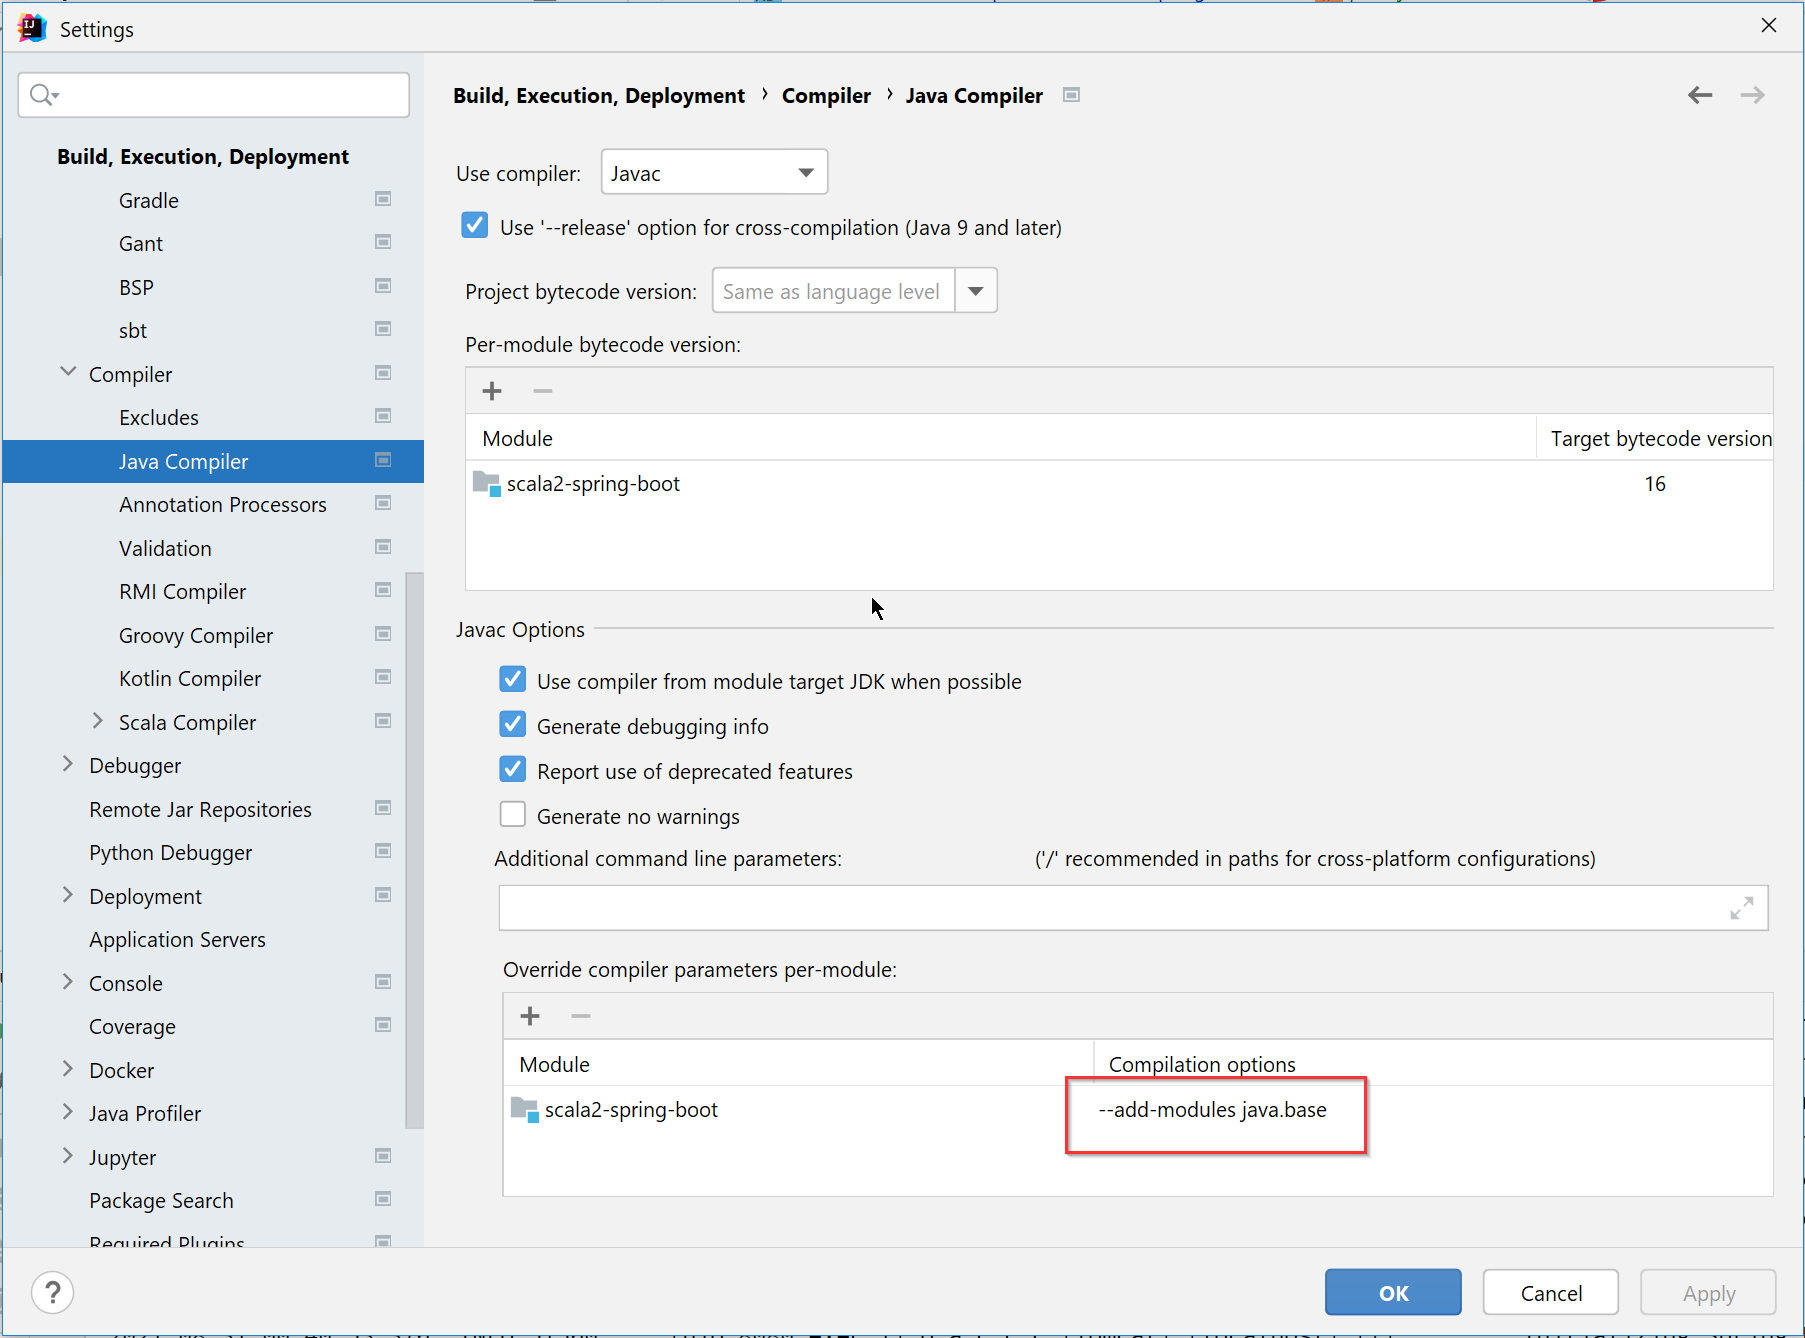 Settings
Build, Execution, Deployment
Gradle
Gant
BSP
sbt
Compiler
Excludes
Java Compiler
Annotation Processors
Validation
RMI Compiler
Groovy Compiler
Kotlin Compiler
Scala Compiler
Debugger
Remote Jar Repositories
Python Debugger
Deployment
Application Servers
Console
Coverage
Docker
Java Profiler
Jupyter
Package Search
Required Plugins
Build, Execution, Deployment › Compiler › Java Compiler
Use compiler: Javac
Use '--release' option for cross-compilation (Java 9 and later)
Project bytecode version: Same as language level
Per-module bytecode version:
Module Target bytecode version
scala2-spring-boot 16
Javac Options
Use compiler from module target JDK when possible
Generate debugging info
Report use of deprecated features
Generate no warnings
Additional command line parameters: ('/' recommended in paths for cross-platform configurations)
Override compiler parameters per-module:
Module Compilation options
scala2-spring-boot --add-modules java.base
? OK Cancel Apply